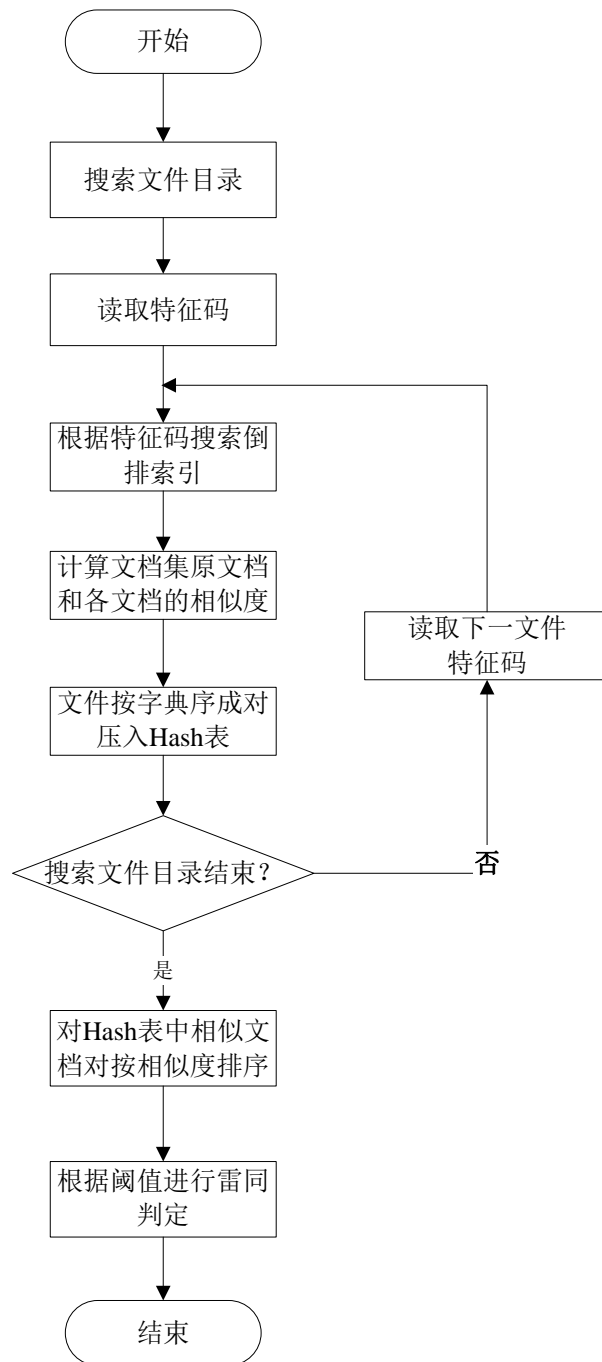 开始
搜索文件目录
读取特征码
根据特征码搜索倒
排索引
计算文档集原文档
和各文档的相似度
读取下一文件
特征码
文件按字典序成对
压入Hash表
搜索文件目录结束？
否
是
对Hash表中相似文
档对按相似度排序
根据阈值进行雷同
判定
结束